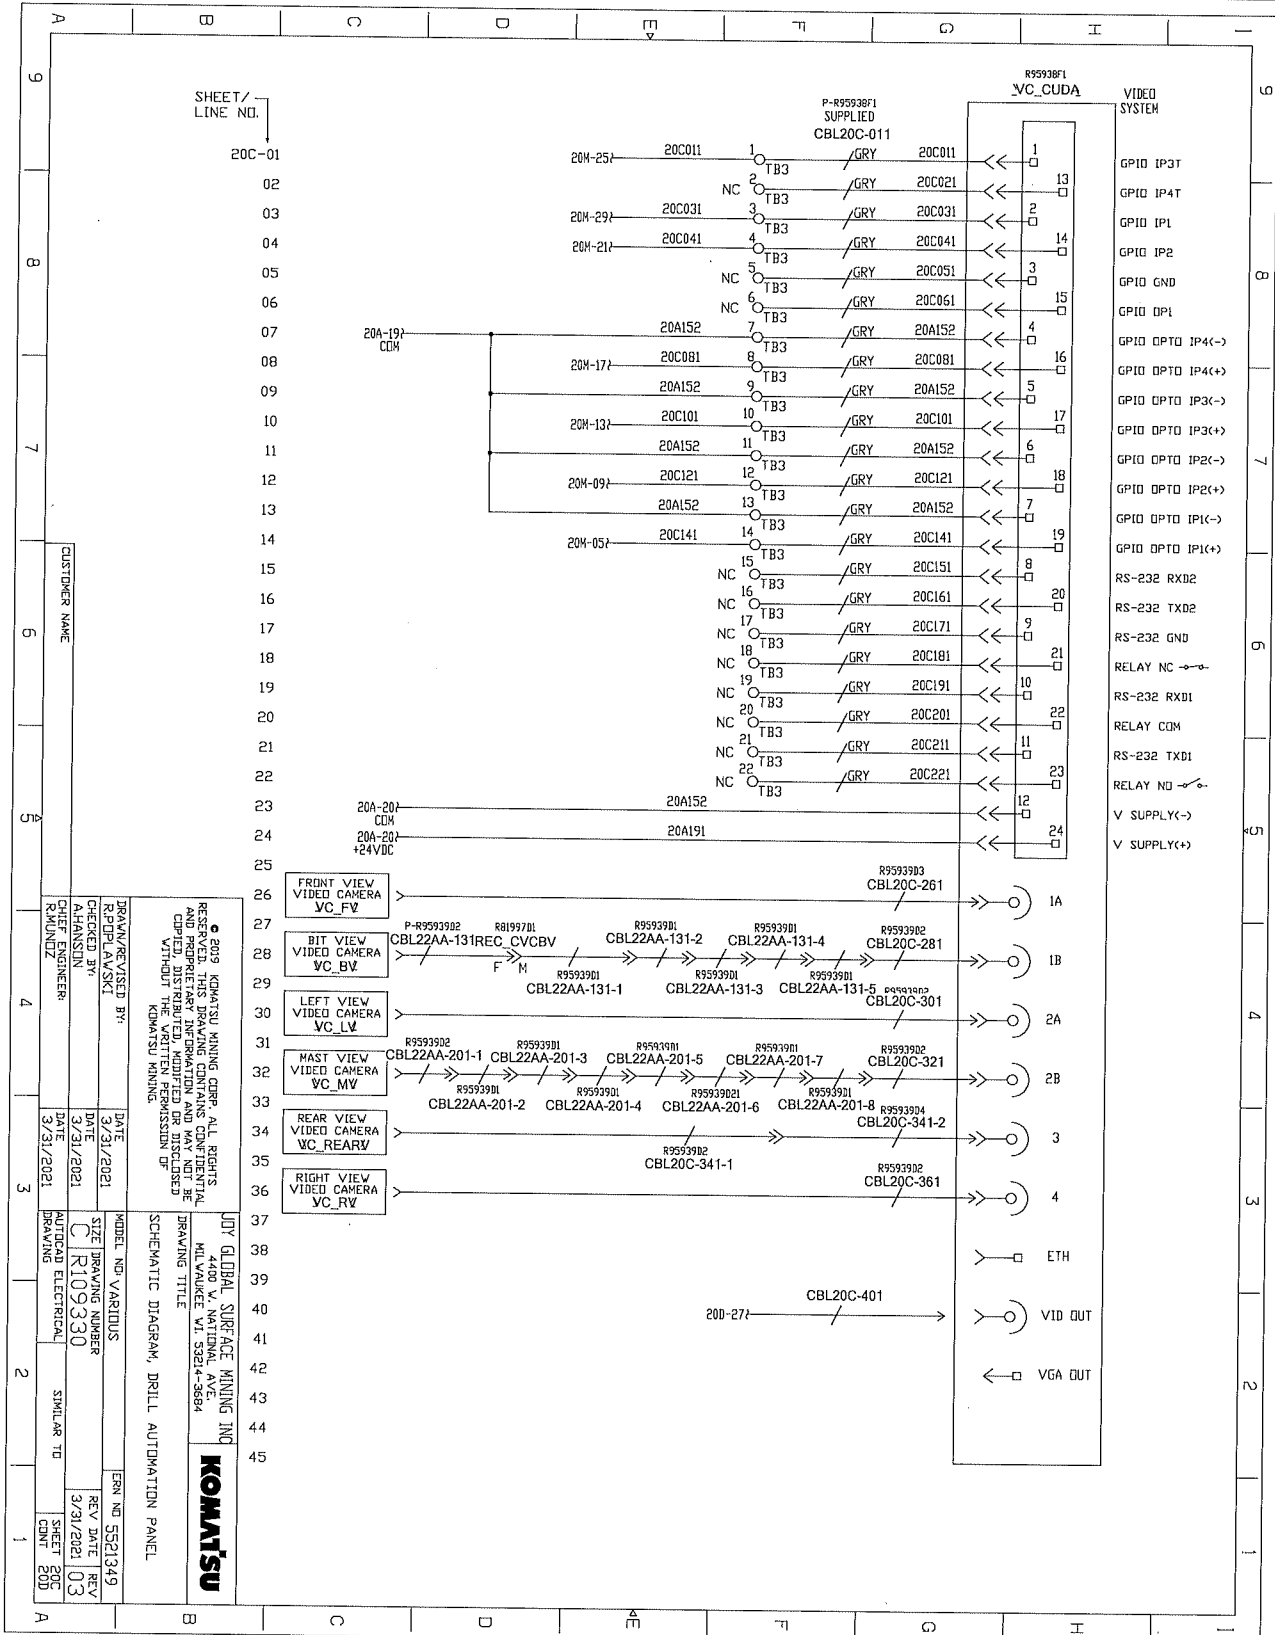 A B C D E F G H I
9 9
8 8
7 7
6 6
5 5
4 4
3 3
2 2
1 1
A B C D E F G H I
SHEET/
LINE NO.
R95938F1
VC_CUDA
VIDEO
SYSTEM
P-R95938F1
SUPPLIED
CBL20C-011
20C-01 20M-25 20C011 1 TB3 GRY 20C011 1 GPIO IP3T
02 NC 2 TB3 GRY 20C021 13 GPIO IP4T
03 20M-29 20C031 3 TB3 GRY 20C031 2 GPIO IP1
04 20M-21 20C041 4 TB3 GRY 20C041 14 GPIO IP2
05 NC 5 TB3 GRY 20C051 3 GPIO GND
06 NC 6 TB3 GRY 20C061 15 GPIO OP1
07 20A-19 COM 20A152 7 TB3 GRY 20A152 4 GPIO OPTO IP4(-)
08 20M-17 20C081 8 TB3 GRY 20C081 16 GPIO OPTO IP4(+)
09 20A152 9 TB3 GRY 20A152 5 GPIO OPTO IP3(-)
10 20M-13 20C101 10 TB3 GRY 20C101 17 GPIO OPTO IP3(+)
11 20A152 11 TB3 GRY 20A152 6 GPIO OPTO IP2(-)
12 20M-09 20C121 12 TB3 GRY 20C121 18 GPIO OPTO IP2(+)
13 20A152 13 TB3 GRY 20A152 7 GPIO OPTO IP1(-)
14 20M-05 20C141 14 TB3 GRY 20C141 19 GPIO OPTO IP1(+)
15 NC 15 TB3 GRY 20C151 8 RS-232 RXD2
16 NC 16 TB3 GRY 20C161 20 RS-232 TXD2
17 NC 17 TB3 GRY 20C171 9 RS-232 GND
18 NC 18 TB3 GRY 20C181 21 RELAY NC
19 NC 19 TB3 GRY 20C191 10 RS-232 RXD1
20 NC 20 TB3 GRY 20C201 22 RELAY COM
21 NC 21 TB3 GRY 20C211 11 RS-232 TXD1
22 NC 22 TB3 GRY 20C221 23 RELAY NO
23 20A-20 COM 20A152 12 V SUPPLY(-)
24 20A-20 +24VDC 20A191 24 V SUPPLY(+)
25
26 FRONT VIEW
VIDEO CAMERA
VC_FV
R95939D3
CBL20C-261
1A
27
28 BIT VIEW
VIDEO CAMERA
VC_BV
P-R95939D2
CBL22AA-131
R81997D1
REC_CVCBV
F M
R95939D1
CBL22AA-131-1
R95939D1
CBL22AA-131-2
R95939D1
CBL22AA-131-3
R95939D1
CBL22AA-131-4
R95939D1
CBL22AA-131-5
R95939D2
CBL20C-281
1B
29
30 LEFT VIEW
VIDEO CAMERA
VC_LV
R95939D2
CBL20C-301
2A
31
32 MAST VIEW
VIDEO CAMERA
VC_MV
R95939D2
CBL22AA-201-1
R95939D1
CBL22AA-201-2
R95939D1
CBL22AA-201-3
R95939D1
CBL22AA-201-4
R95939D1
CBL22AA-201-5
R95939D21
CBL22AA-201-6
R95939D1
CBL22AA-201-7
R95939D1
CBL22AA-201-8
R95939D2
CBL20C-321
2B
33
34 REAR VIEW
VIDEO CAMERA
VC_REARV
R95939D2
CBL20C-341-1
R95939D4
CBL20C-341-2
3
35
36 RIGHT VIEW
VIDEO CAMERA
VC_RV
R95939D2
CBL20C-361
4
37
38 ETH
39
40 20D-27 CBL20C-401 VID OUT
41
42 VGA OUT
43
44
45
CUSTOMER NAME
© 2019 KOMATSU MINING CORP. ALL RIGHTS
RESERVED. THIS DRAWING CONTAINS CONFIDENTIAL
AND PROPRIETARY INFORMATION AND MAY NOT BE
COPIED, DISTRIBUTED, MODIFIED OR DISCLOSED
WITHOUT THE WRITTEN PERMISSION OF
KOMATSU MINING.
DRAWN/REVISED BY:
R.POPLAWSKI
DATE
3/31/2021
CHECKED BY:
A.HANSON
DATE
3/31/2021
CHIEF ENGINEER:
R.MUNOZ
DATE
3/31/2021
JOY GLOBAL SURFACE MINING INC
4400 W. NATIONAL AVE.
MILWAUKEE WI. 53214-3684
KOMATSU
DRAWING TITLE
SCHEMATIC DIAGRAM, DRILL AUTOMATION PANEL
MODEL NO: VARIOUS
ERN NO 5521349
SIZE
C
DRAWING NUMBER
R109330
REV DATE
3/31/2021
REV
03
AUTOCAD ELECTRICAL
DRAWING
SIMILAR TO
SHEET 20C
CONT 20D